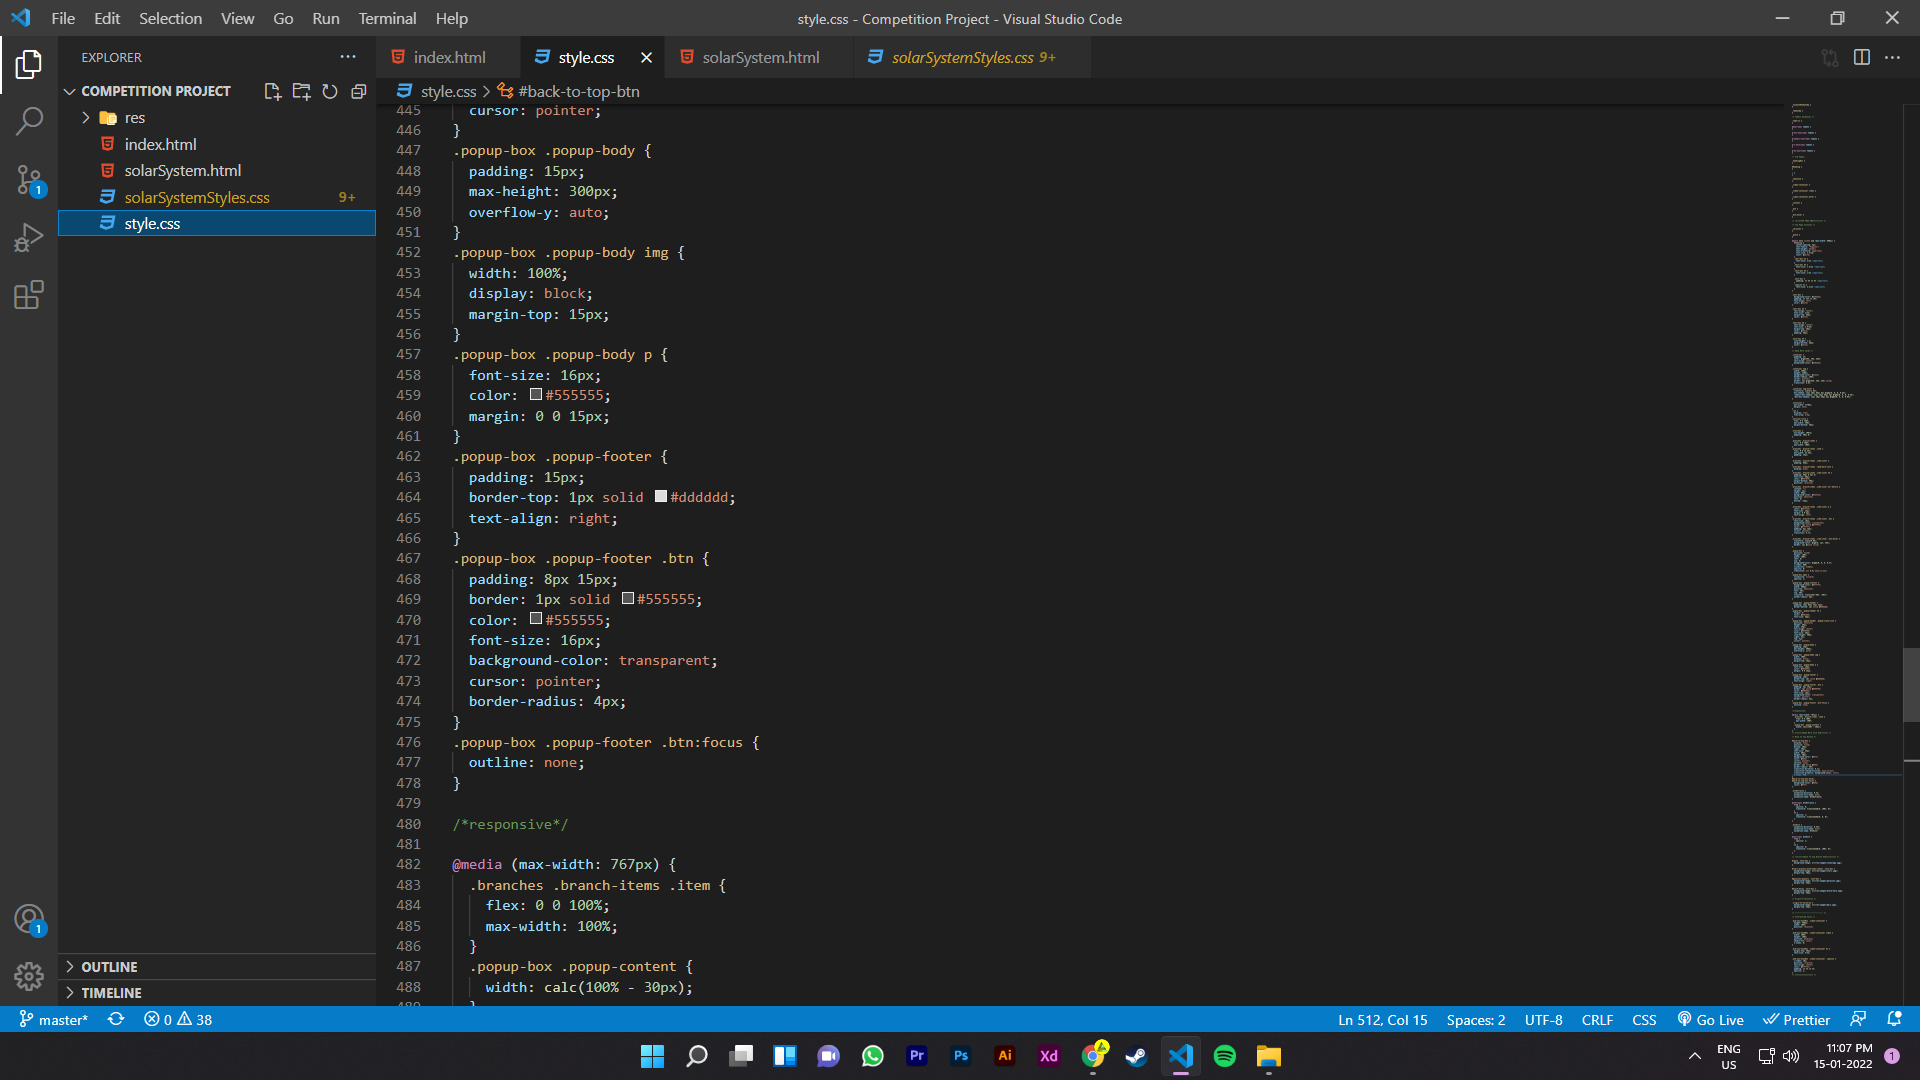 File Edit Selection View Go Run Terminal Help
style.css - Competition Project - Visual Studio Code
EXPLORER
index.html
style.css
solarSystem.html
solarSystemStyles.css 9+
COMPETITION PROJECT
style.css > #back-to-top-btn
res
index.html
solarSystem.html
solarSystemStyles.css 9+
style.css
445 cursor: pointer;
446 }
447 .popup-box .popup-body {
448 padding: 15px;
449 max-height: 300px;
450 overflow-y: auto;
451 }
452 .popup-box .popup-body img {
453 width: 100%;
454 display: block;
455 margin-top: 15px;
456 }
457 .popup-box .popup-body p {
458 font-size: 16px;
459 color: #555555;
460 margin: 0 0 15px;
461 }
462 .popup-box .popup-footer {
463 padding: 15px;
464 border-top: 1px solid #dddddd;
465 text-align: right;
466 }
467 .popup-box .popup-footer .btn {
468 padding: 8px 15px;
469 border: 1px solid #555555;
470 color: #555555;
471 font-size: 16px;
472 background-color: transparent;
473 cursor: pointer;
474 border-radius: 4px;
475 }
476 .popup-box .popup-footer .btn:focus {
477 outline: none;
478 }
479
480 /*responsive*/
481
482 @media (max-width: 767px) {
483 .branches .branch-items .item {
484 flex: 0 0 100%;
485 max-width: 100%;
486 }
487 .popup-box .popup-content {
488 width: calc(100% - 30px);
489 }
1
1
OUTLINE
TIMELINE
master* 0 38
Ln 512, Col 15 Spaces: 2 UTF-8 CRLF CSS Go Live Prettier
Pr Ps Ai Xd
ENG
US
11:07 PM
15-01-2022
1